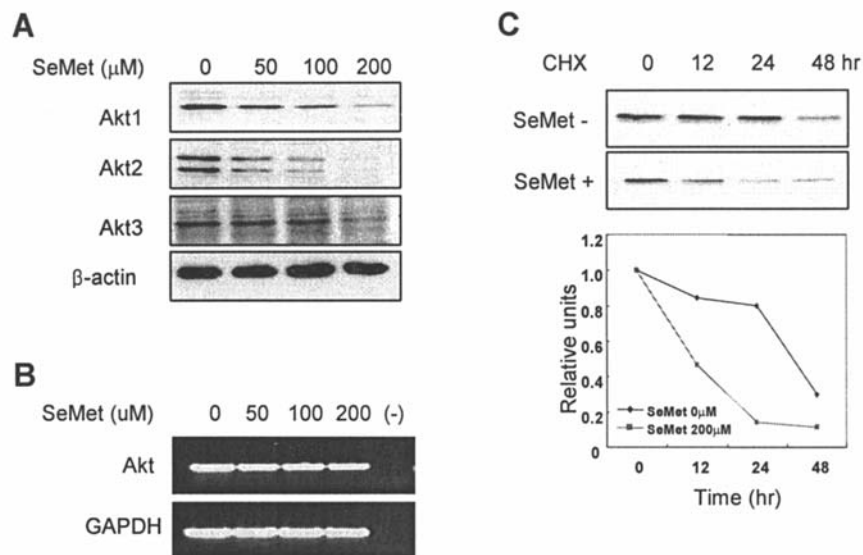 A
SeMet (μM)
0 50 100 200
Akt1
Akt2
Akt3
β-actin
B
SeMet (uM)
0 50 100 200 (-)
Akt
GAPDH
C
CHX 0 12 24 48 hr
SeMet -
SeMet +
Relative units
1.2
1.0
0.8
0.6
0.4
0.2
0
SeMet 0μM
SeMet 200μM
0 12 24 48
Time (hr)